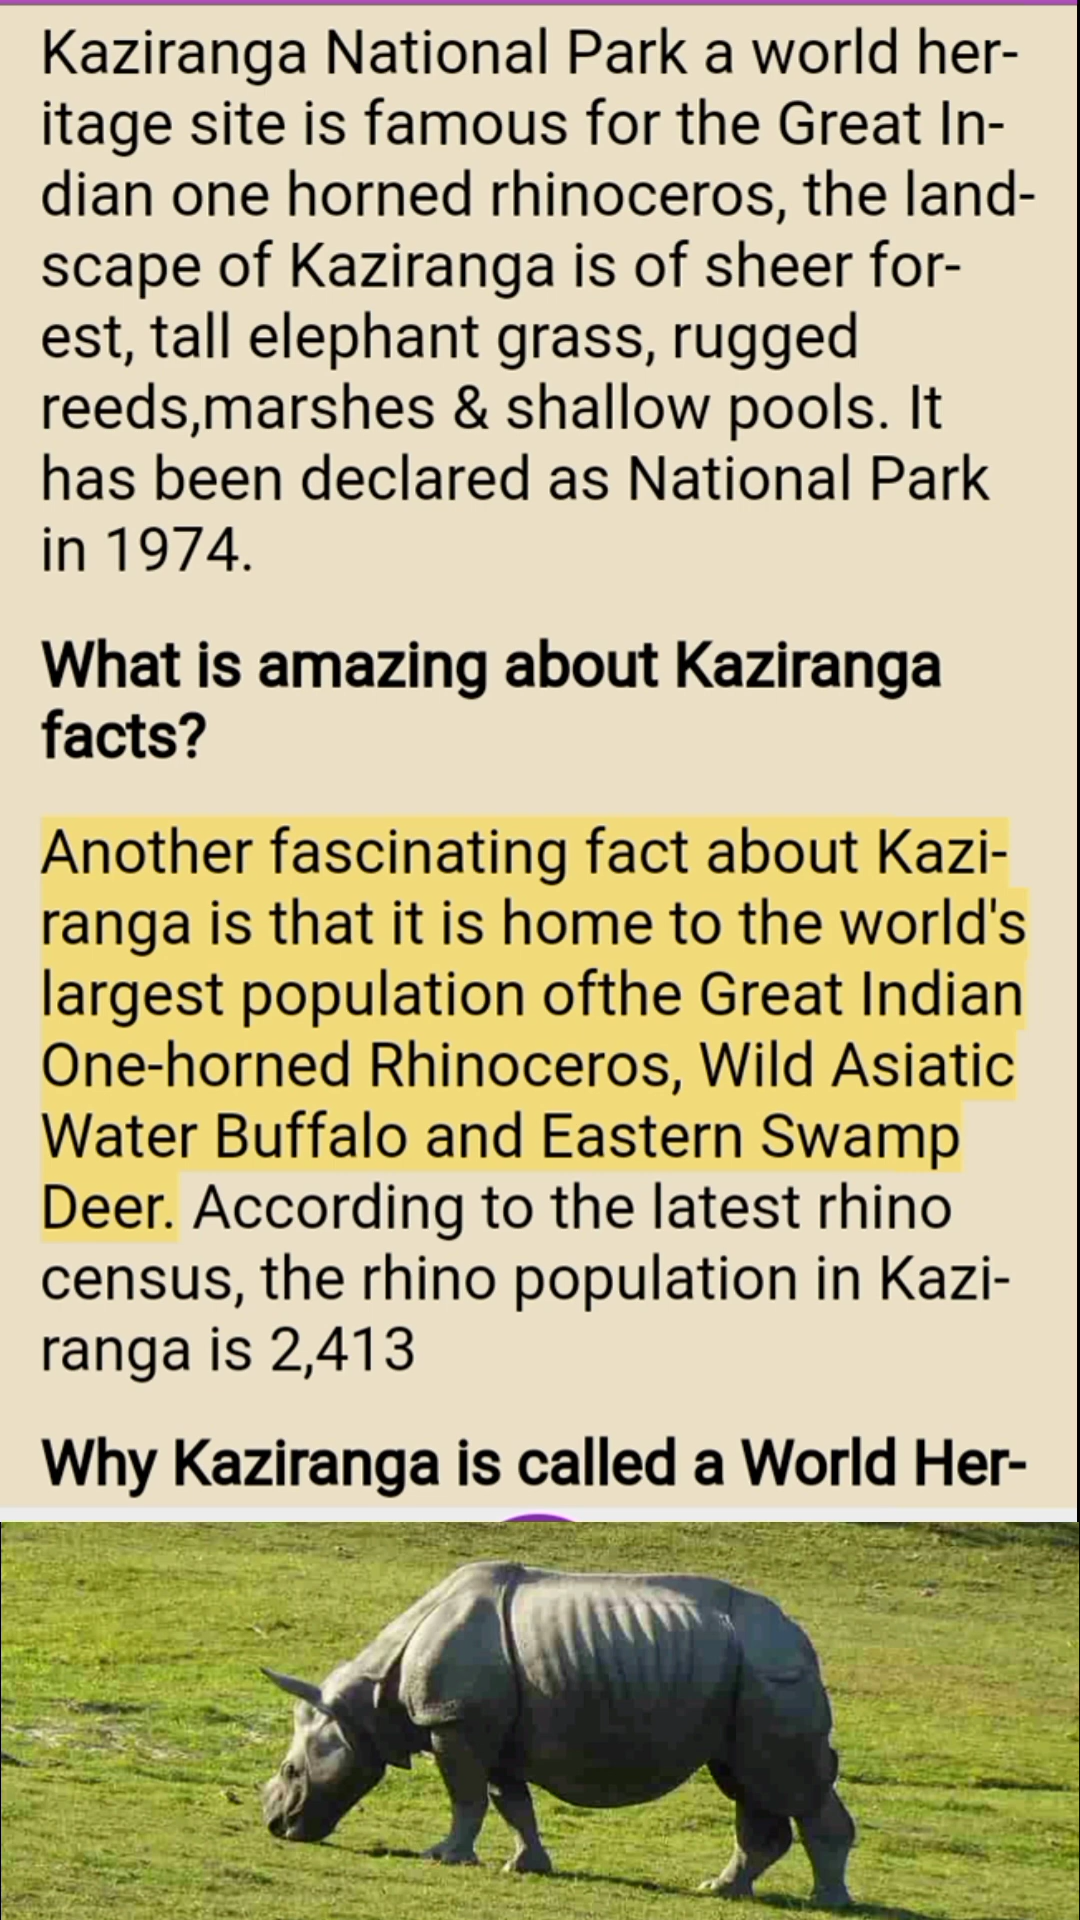 Kaziranga National Park a world her-
itage site is famous for the Great In-
dian one horned rhinoceros, the land-
scape of Kaziranga is of sheer for-
est, tall elephant grass, rugged
reeds,marshes & shallow pools. It
has been declared as National Park
in 1974.
What is amazing about Kaziranga
facts?
Another fascinating fact about Kazi-
ranga is that it is home to the world's
largest population ofthe Great Indian
One-horned Rhinoceros, Wild Asiatic
Water Buffalo and Eastern Swamp
Deer. According to the latest rhino
census, the rhino population in Kazi-
ranga is 2,413
Why Kaziranga is called a World Her-